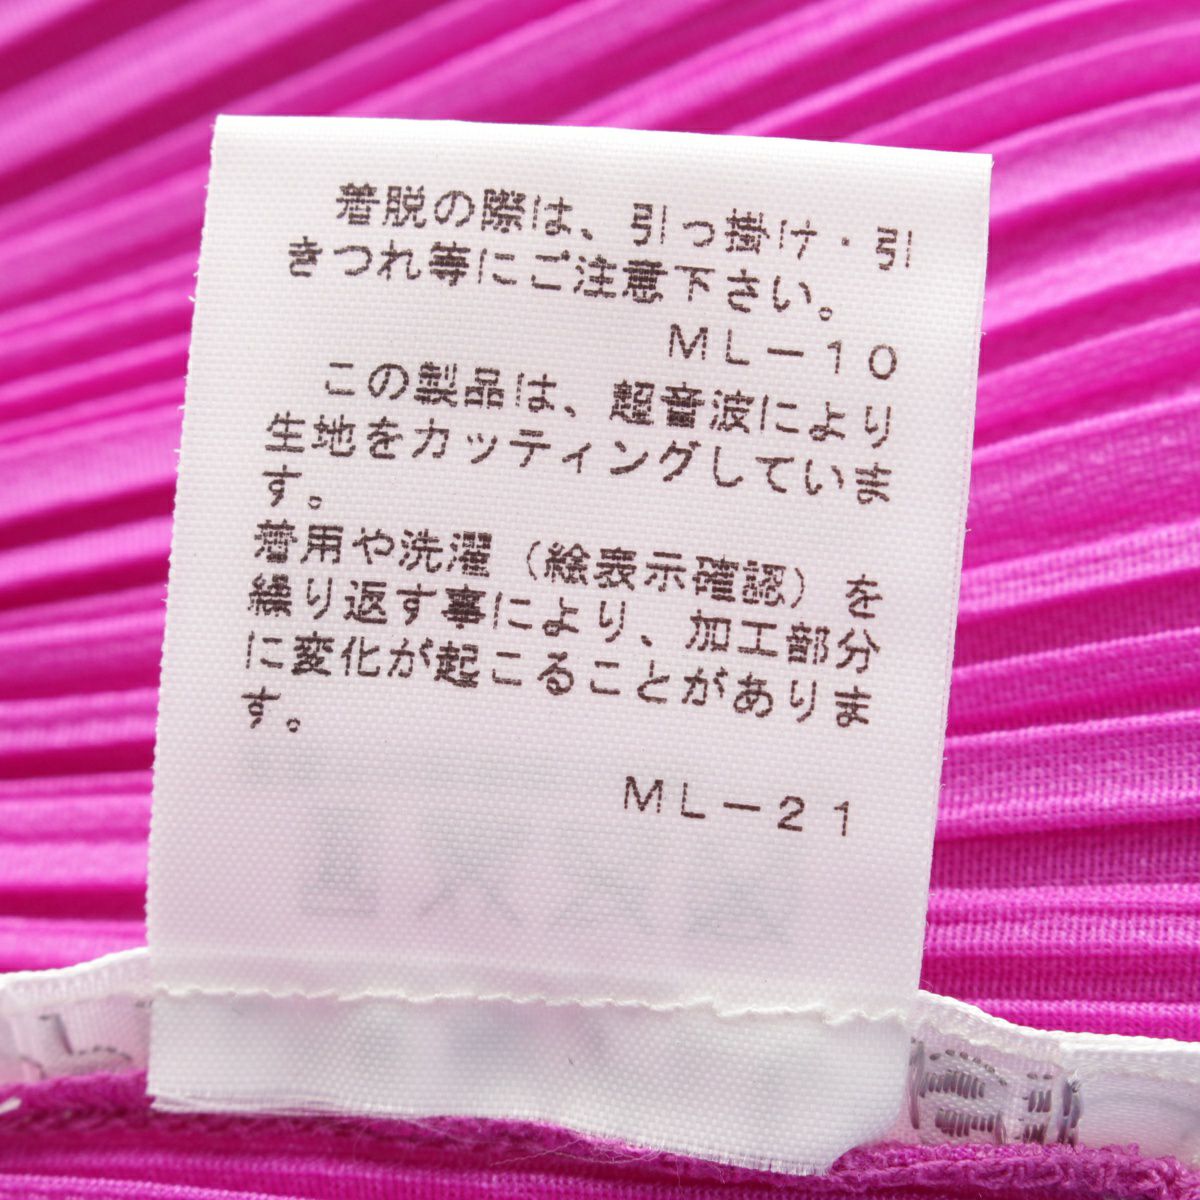 着脱の際は、引っ掛け・引
きつれ等にご注意下さい。
ML－10
この製品は、超音波により
生地をカッティングしていま
す。
着用や洗濯（絵表示確認）を
繰り返す事により、加工部分
に変化が起こることがありま
す。
ML－21